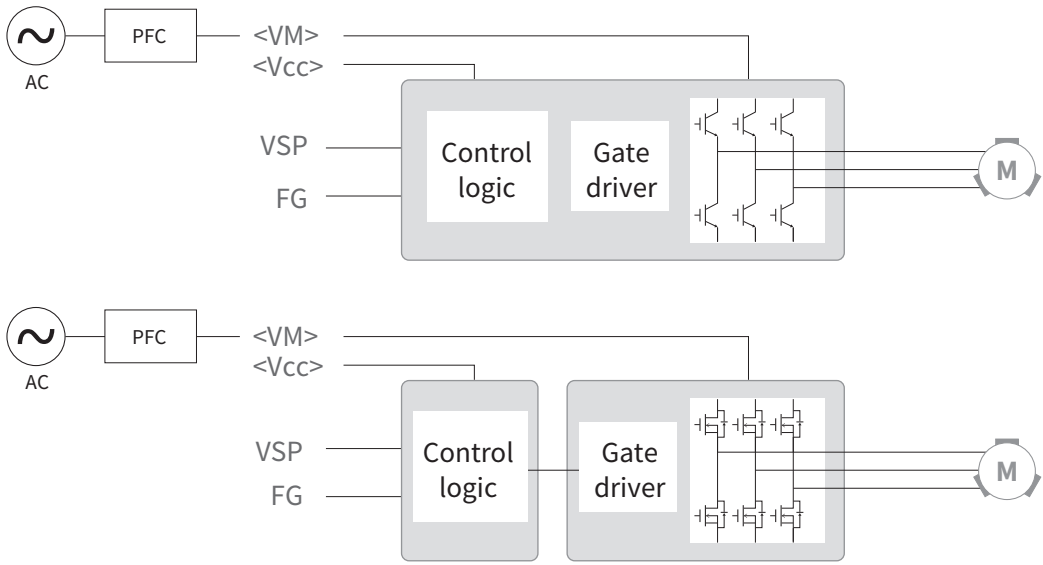 PFC
<VM>
<Vcc>
AC
VSP
Control
logic
Gate
driver
FG
M
PFC
<VM>
<Vcc>
AC
VSP
Control
logic
Gate
driver
FG
M